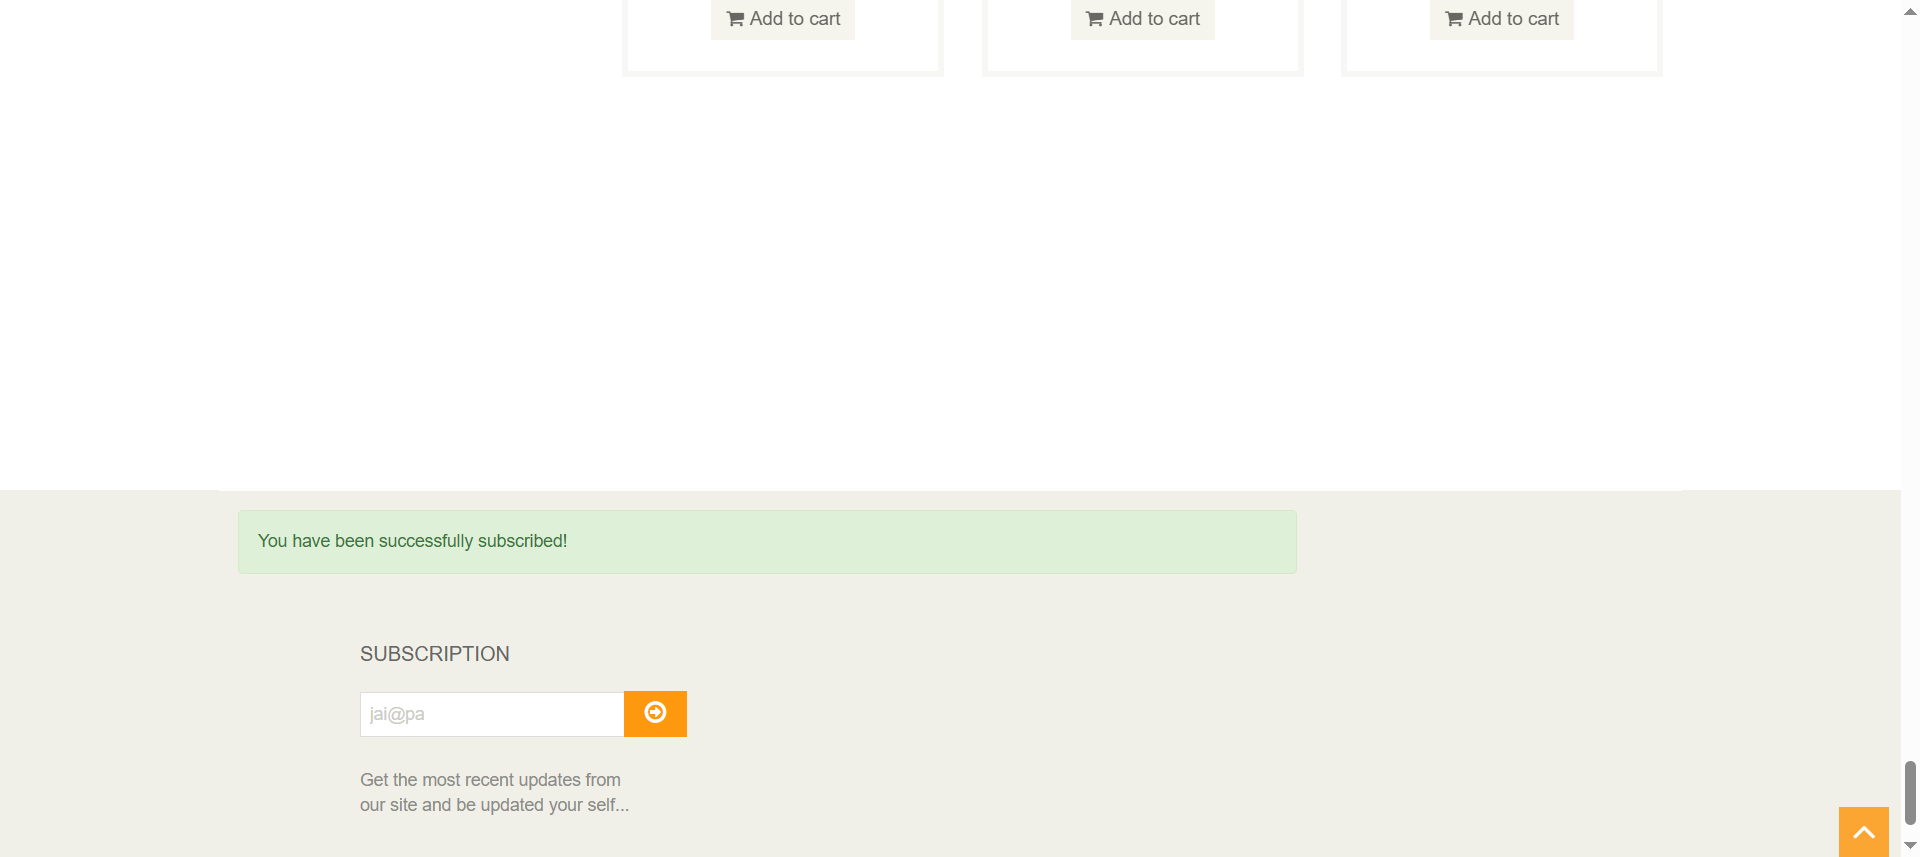 Add to cart Add to cart Add to cart
You have been successfully subscribed!
SUBSCRIPTION
jai@pa
Get the most recent updates from
our site and be updated your self...